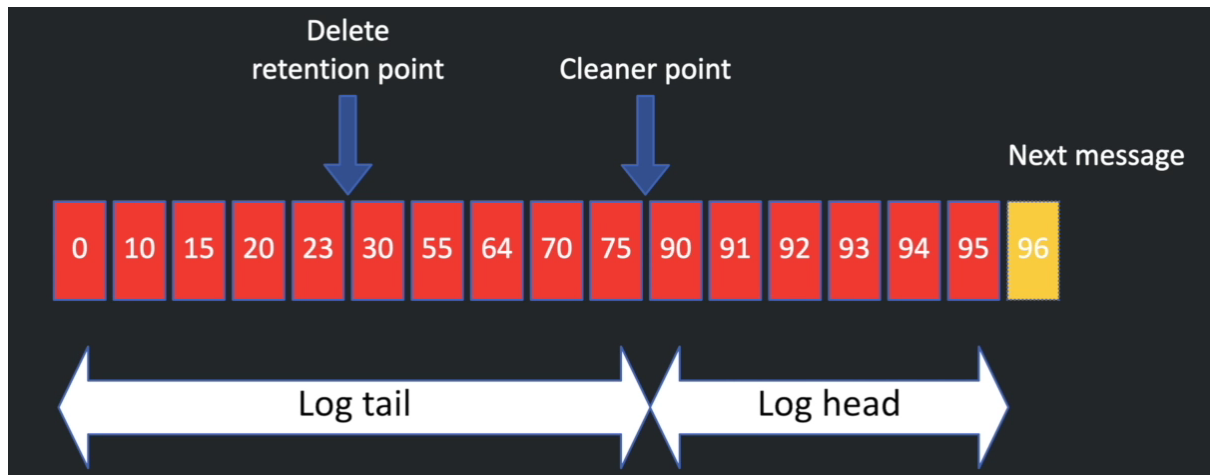 Delete
retention point
Cleaner point
Next message
0 10 15 20 23 30 55 64 70 75 90 91 92 93 94 95 96
Log tail
Log head